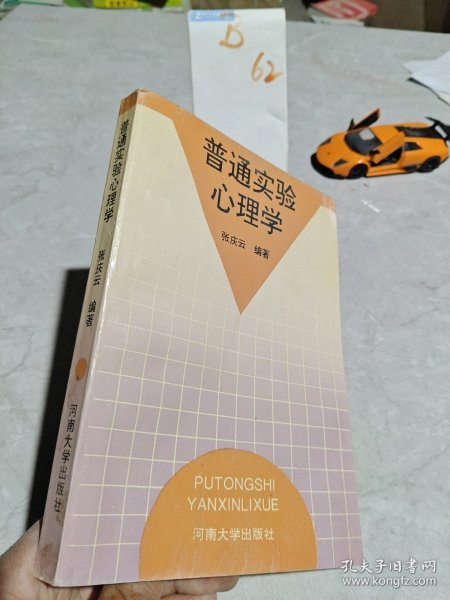 B
62
普通实验
心理学
张庆云 编著
PUTONGSHI
YANXINLIXUE
河南大学出版社
普通实验心理学
张庆云 编著
河南大学出版社
孔夫子旧书网
www.kongfz.com